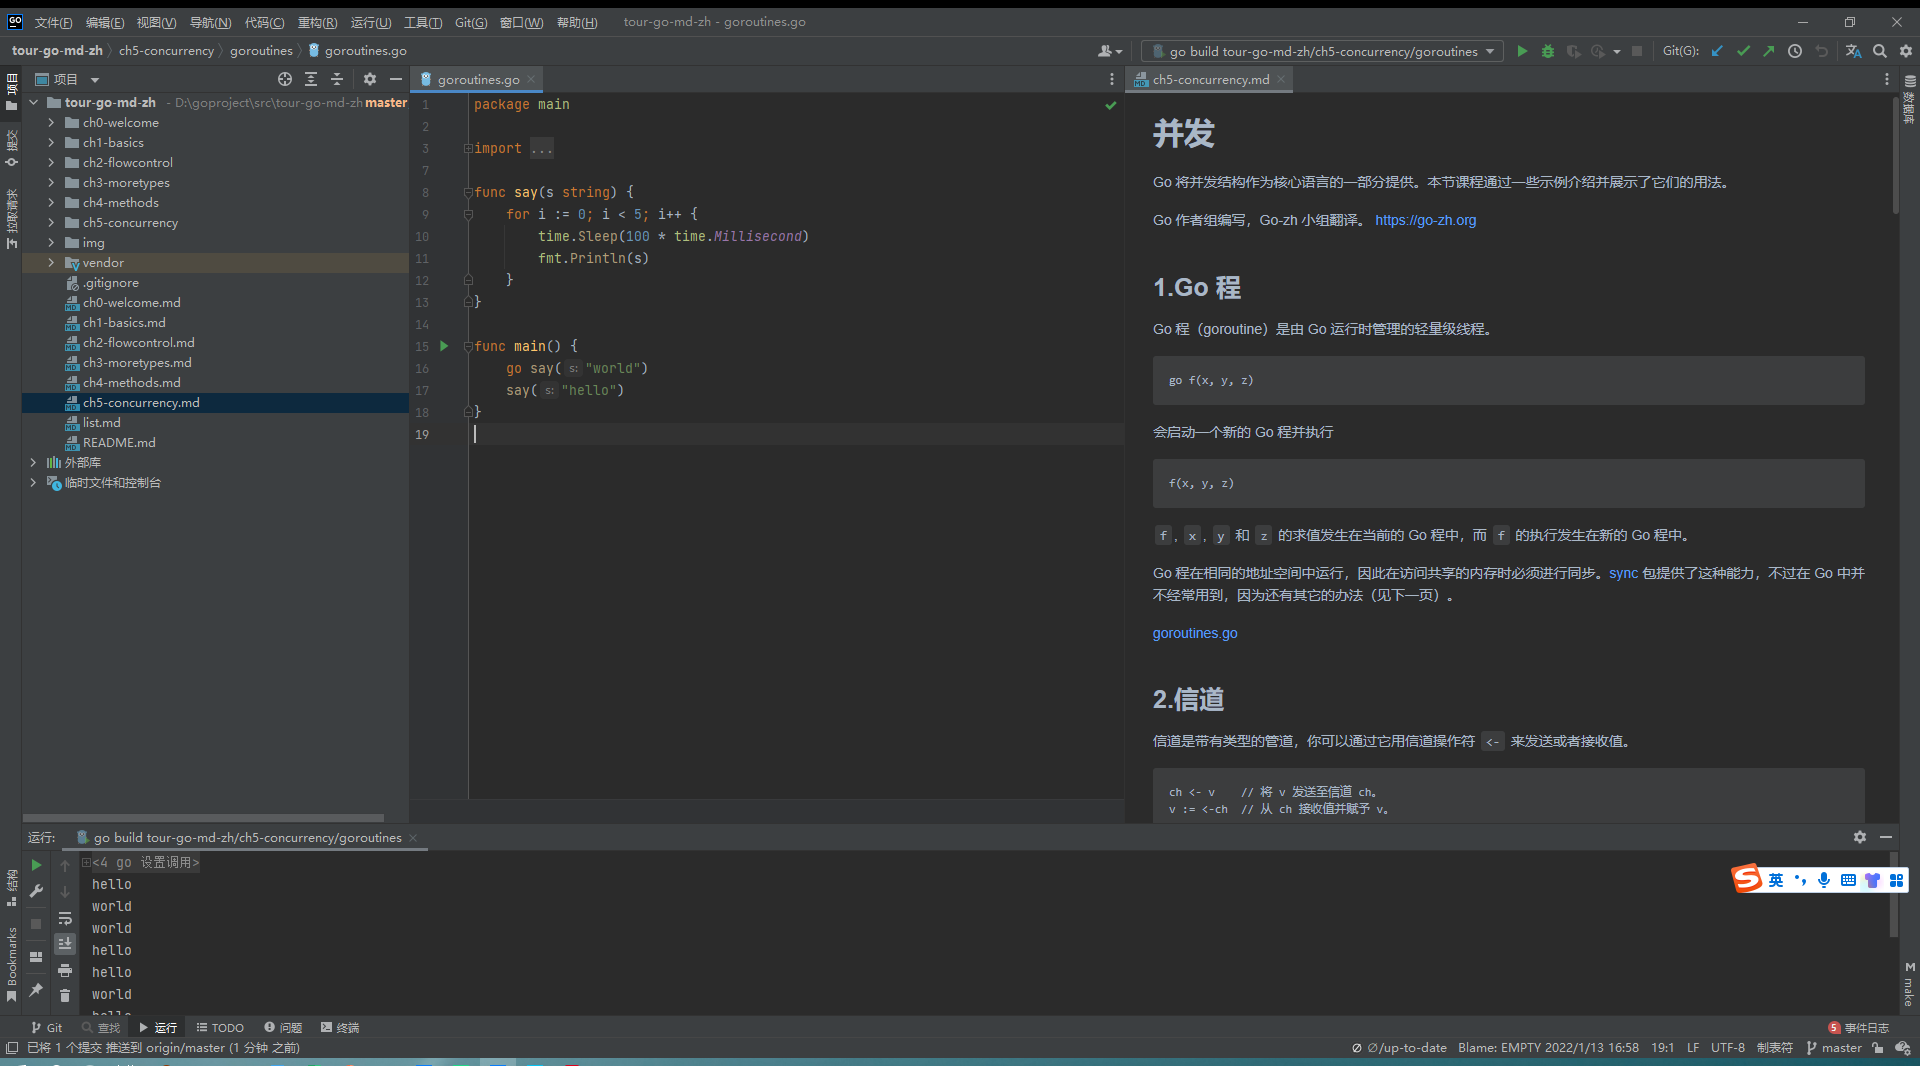 GO 文件(F) 编辑(E) 视图(V) 导航(N) 代码(C) 重构(R) 运行(U) 工具(T) Git(G) 窗口(W) 帮助(H) tour-go-md-zh - goroutines.go
tour-go-md-zh ch5-concurrency goroutines goroutines.go
go build tour-go-md-zh/ch5-concurrency/goroutines Git(G):
项目
提交
拉取请求
结构
Bookmarks
项目
tour-go-md-zh - D:\goproject\src\tour-go-md-zh master
ch0-welcome
ch1-basics
ch2-flowcontrol
ch3-moretypes
ch4-methods
ch5-concurrency
img
vendor
.gitignore
ch0-welcome.md
ch1-basics.md
ch2-flowcontrol.md
ch3-moretypes.md
ch4-methods.md
ch5-concurrency.md
list.md
README.md
外部库
临时文件和控制台
goroutines.go
1 package main
2
3 import ...
7
8 func say(s string) {
9 for i := 0; i < 5; i++ {
10 time.Sleep(100 * time.Millisecond)
11 fmt.Println(s)
12 }
13 }
14
15 func main() {
16 go say( s: "world")
17 say( s: "hello")
18 }
19
ch5-concurrency.md
并发
Go 将并发结构作为核心语言的一部分提供。本节课程通过一些示例介绍并展示了它们的用法。
Go 作者组编写，Go-zh 小组翻译。 https://go-zh.org
1.Go 程
Go 程（goroutine）是由 Go 运行时管理的轻量级线程。
go f(x, y, z)
会启动一个新的 Go 程并执行
f(x, y, z)
f, x, y 和 z 的求值发生在当前的 Go 程中，而 f 的执行发生在新的 Go 程中。
Go 程在相同的地址空间中运行，因此在访问共享的内存时必须进行同步。sync 包提供了这种能力，不过在 Go 中并
不经常用到，因为还有其它的办法（见下一页）。
goroutines.go
2.信道
信道是带有类型的管道，你可以通过它用信道操作符 <- 来发送或者接收值。
ch <- v // 将 v 发送至信道 ch。
v := <-ch // 从 ch 接收值并赋予 v。
数据库
make
运行: go build tour-go-md-zh/ch5-concurrency/goroutines
<4 go 设置调用>
hello
world
world
hello
hello
world
hello
英
Git 查找 运行 TODO 问题 终端 5 事件日志
已将 1 个提交 推送到 origin/master (1 分钟 之前) ∅/up-to-date Blame: EMPTY 2022/1/13 16:58 19:1 LF UTF-8 制表符 master